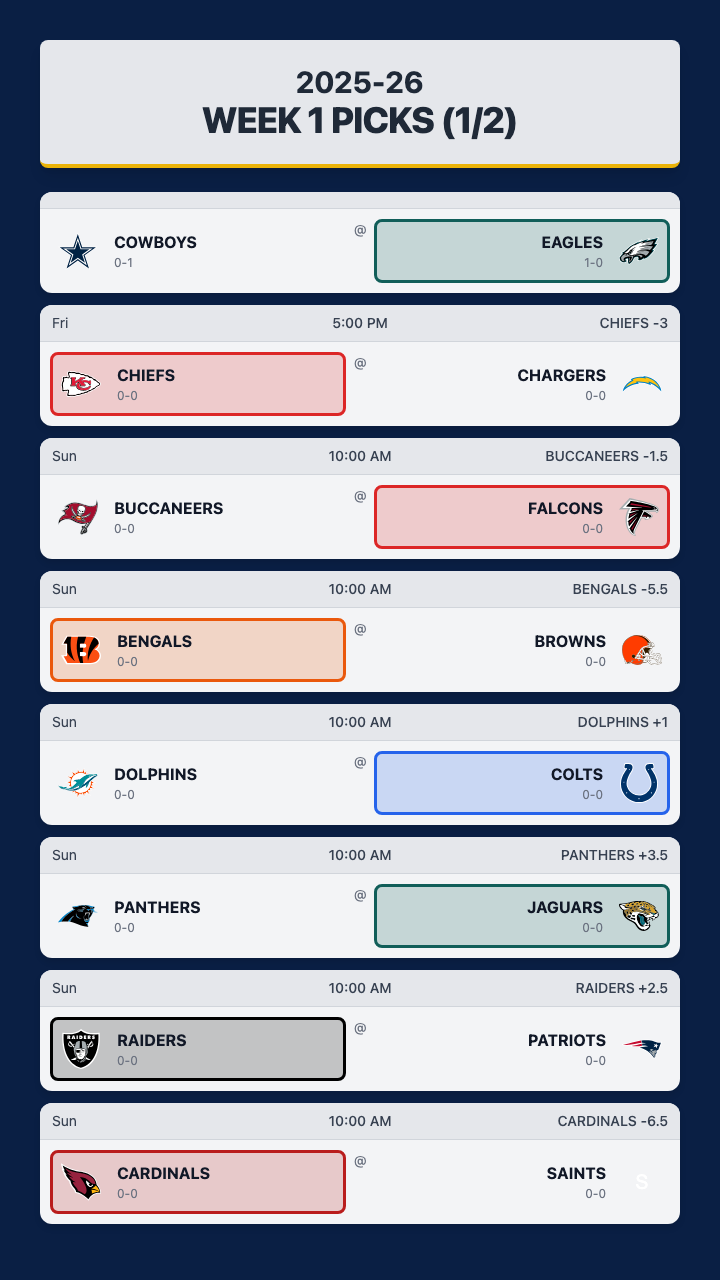 2025-26
WEEK 1 PICKS (1/2)
COWBOYS @ EAGLES
0-1 1-0
Fri 5:00 PM CHIEFS -3
CHIEFS @ CHARGERS
0-0 0-0
Sun 10:00 AM BUCCANEERS -1.5
BUCCANEERS @ FALCONS
0-0 0-0
Sun 10:00 AM BENGALS -5.5
BENGALS @ BROWNS
0-0 0-0
Sun 10:00 AM DOLPHINS +1
DOLPHINS @ COLTS
0-0 0-0
Sun 10:00 AM PANTHERS +3.5
PANTHERS @ JAGUARS
0-0 0-0
Sun 10:00 AM RAIDERS +2.5
RAIDERS
RAIDERS @ PATRIOTS
0-0 0-0
Sun 10:00 AM CARDINALS -6.5
CARDINALS @ SAINTS S
0-0 0-0